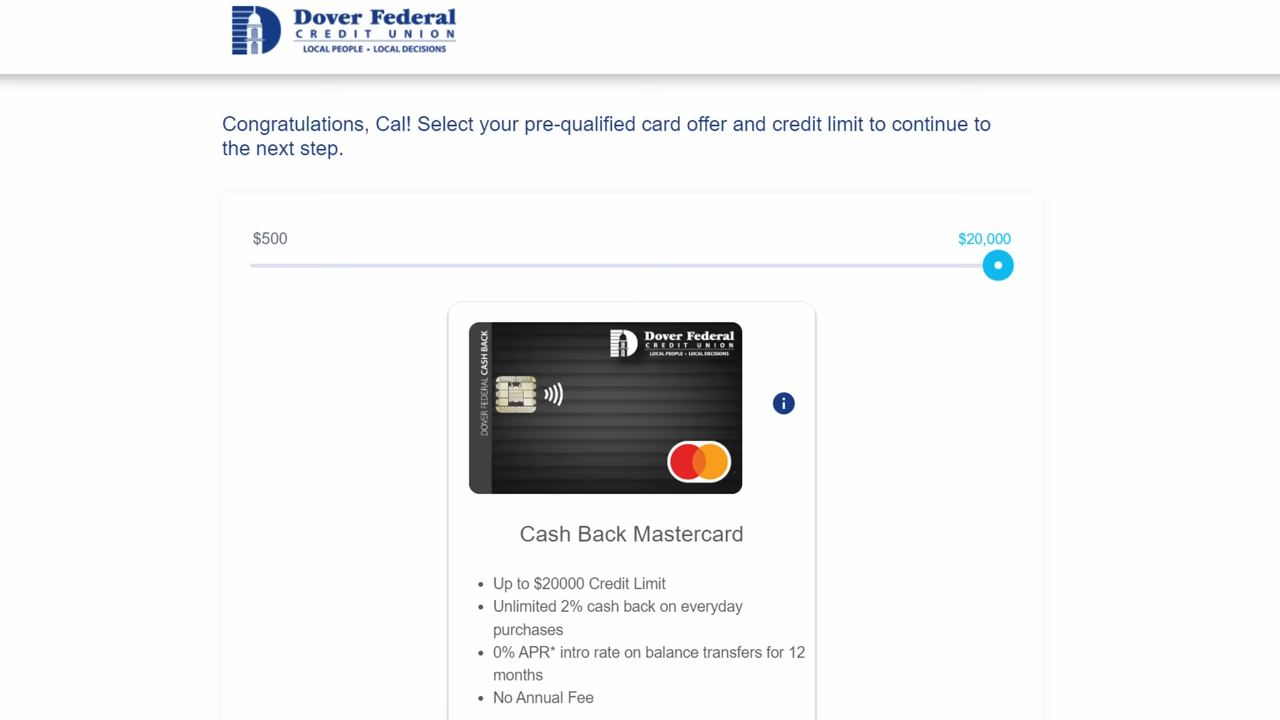 Dover Federal
CREDIT UNION
LOCAL PEOPLE • LOCAL DECISIONS
Congratulations, Cal! Select your pre-qualified card offer and credit limit to continue to
the next step.
$500
$20,000
DOVER FEDERAL CASH BACK
Dover Federal
CREDIT UNION
LOCAL PEOPLE • LOCAL DECISIONS
i
Cash Back Mastercard
• Up to $20000 Credit Limit
• Unlimited 2% cash back on everyday
purchases
• 0% APR* intro rate on balance transfers for 12
months
• No Annual Fee